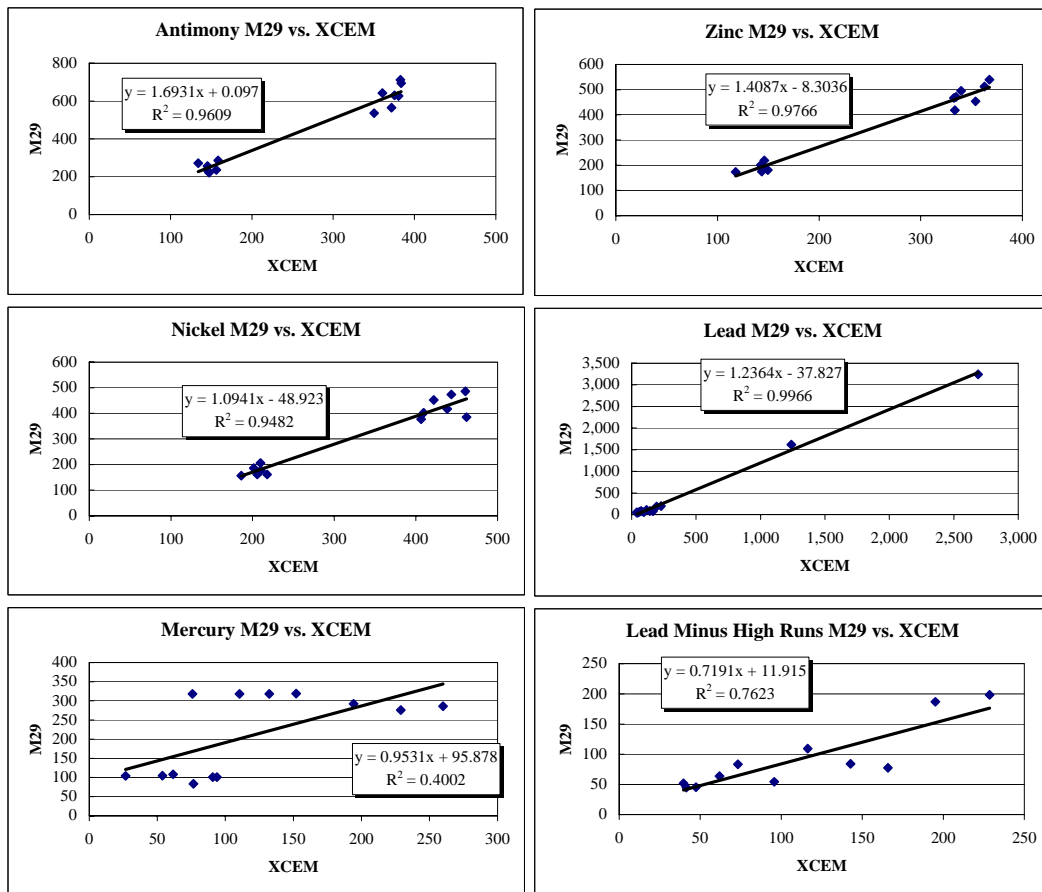 Antimony M29 vs. XCEM
y = 1.6931x + 0.097
R² = 0.9609
M29
800
600
400
200
0
0 100 200 300 400 500
XCEM
Zinc M29 vs. XCEM
y = 1.4087x - 8.3036
R² = 0.9766
M29
600
500
400
300
200
100
0
0 100 200 300 400
XCEM
Nickel M29 vs. XCEM
y = 1.0941x - 48.923
R² = 0.9482
M29
600
500
400
300
200
100
0
0 100 200 300 400 500
XCEM
Lead M29 vs. XCEM
y = 1.2364x - 37.827
R² = 0.9966
M29
3,500
3,000
2,500
2,000
1,500
1,000
500
0
0 500 1,000 1,500 2,000 2,500 3,000
XCEM
Mercury M29 vs. XCEM
y = 0.9531x + 95.878
R² = 0.4002
M29
400
350
300
250
200
150
100
50
0
0 50 100 150 200 250 300
XCEM
Lead Minus High Runs M29 vs. XCEM
y = 0.7191x + 11.915
R² = 0.7623
M29
250
200
150
100
50
0
0 50 100 150 200 250
XCEM